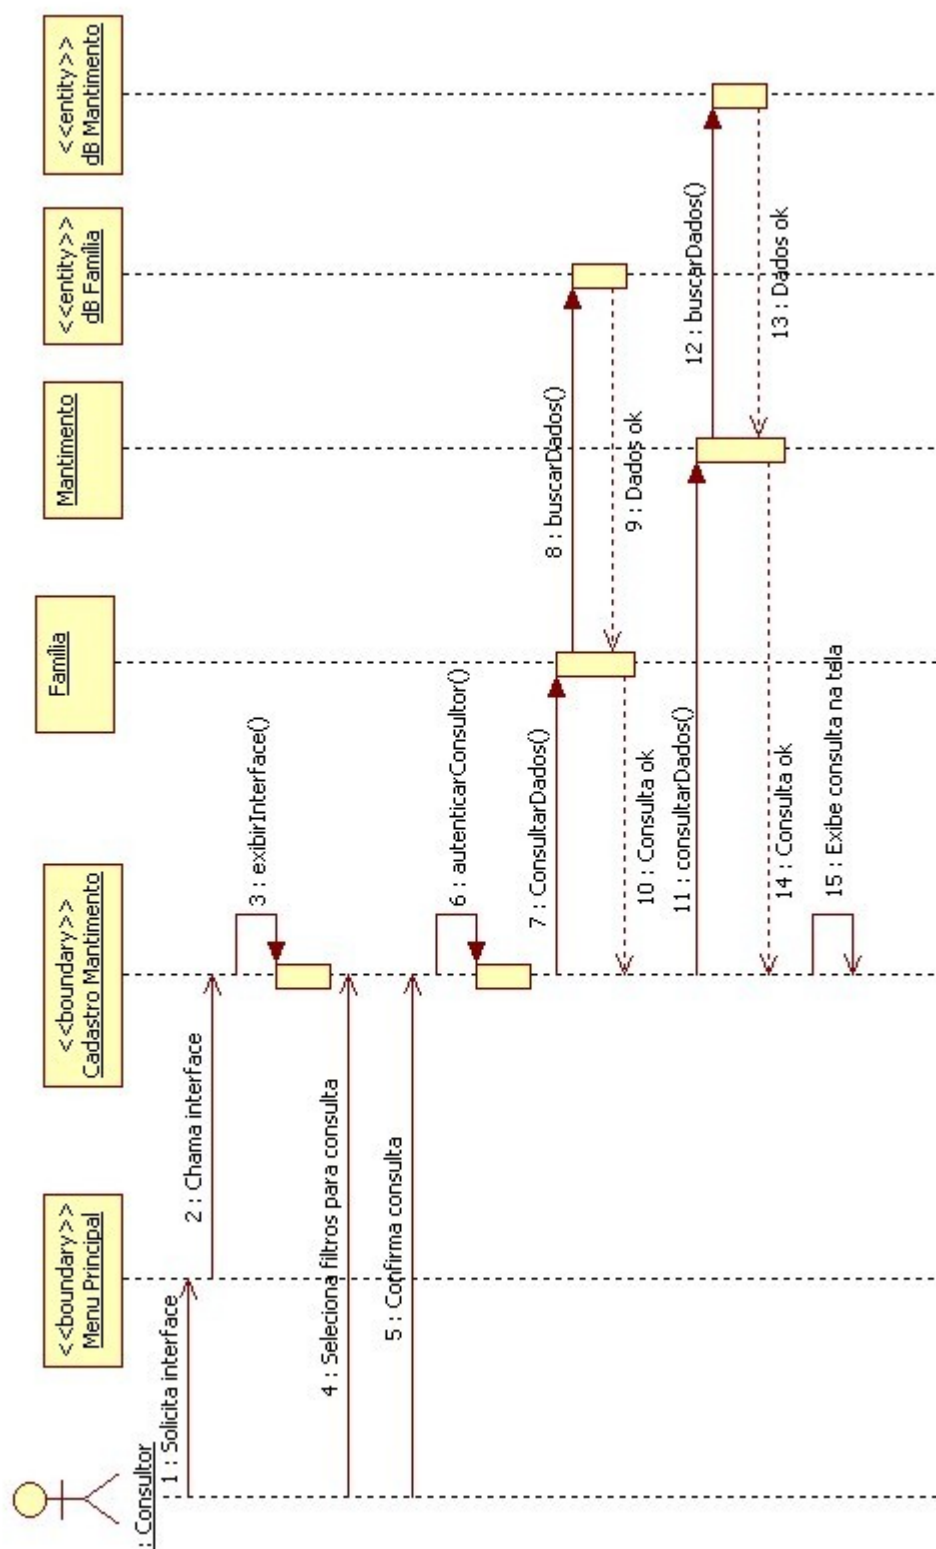 : Consultor
<<boundary>>
Menu Principal
<<boundary>>
Cadastro Mantimento
Família
Mantimento
<<entity>>
dB Família
<<entity>>
dB Mantimento
1 : Solicita interface
2 : Chama interface
3 : exibirInterface()
4 : Seleciona filtros para consulta
5 : Confirma consulta
6 : autenticarConsultor()
7 : ConsultarDados()
8 : buscarDados()
9 : Dados ok
10 : Consulta ok
11 : consultarDados()
12 : buscarDados()
13 : Dados ok
14 : Consulta ok
15 : Exibe consulta na tela